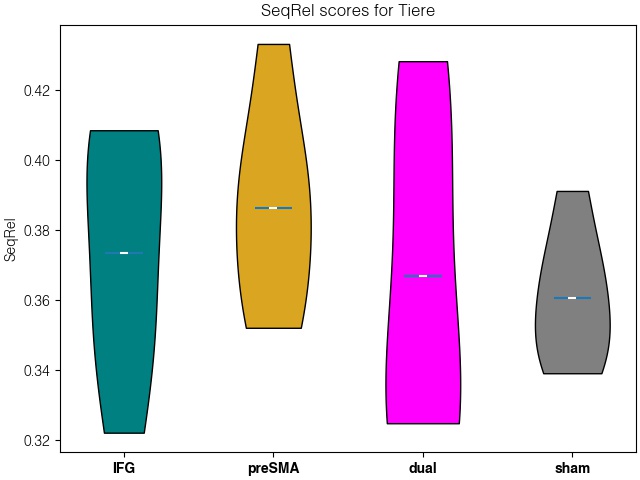 SeqRel scores for Tiere
SeqRel
0.42
0.40
0.38
0.36
0.34
0.32
IFG
preSMA
dual
sham